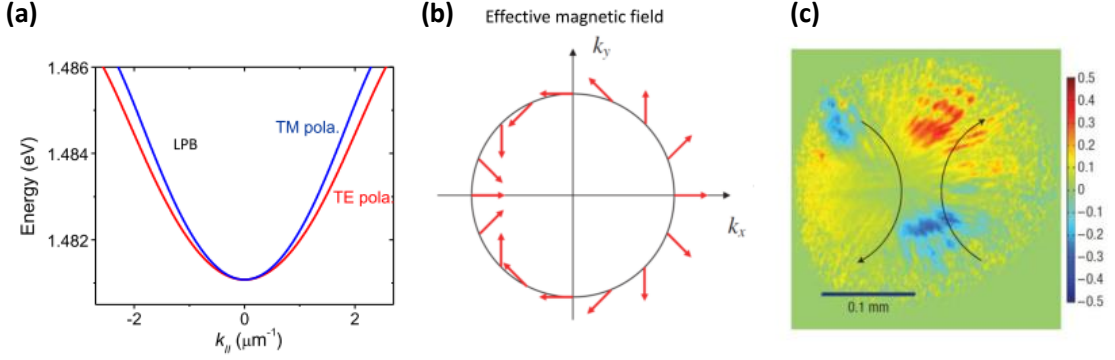 (a)
1.486
1.484
1.482
Energy (eV)
LPB
TM pola.
TE pola.
-2
0
2
k// (μm⁻¹)
(b)
Effective magnetic field
k_y
k_x
(c)
0.5
0.4
0.3
0.2
0.1
0
−0.1
−0.2
−0.3
−0.4
−0.5
0.1 mm